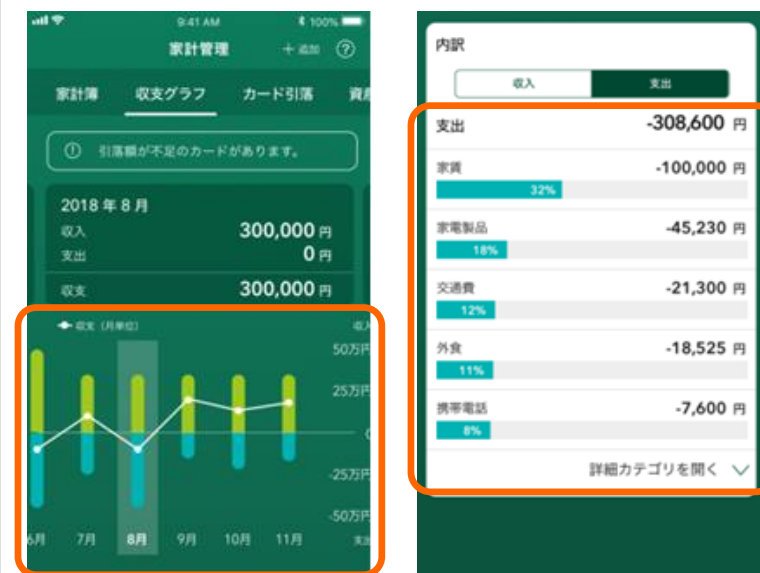 9:41 AM
100%
家計管理
+ 追加
?
家計簿 収支グラフ カード引落 資
引落額が不足のカードがあります。
2018 年 8 月
収入 300,000 円
支出 0 円
収支 300,000 円
収支（月単位）
収入
50万円
25万円
0
-25万円
-50万円
6月 7月 8月 9月 10月 11月
支出
内訳
収入 支出
支出 -308,600 円
家賃 -100,000 円
32%
家電製品 -45,230 円
18%
交通費 -21,300 円
12%
外食 -18,525 円
11%
携帯電話 -7,600 円
8%
詳細カテゴリを開く